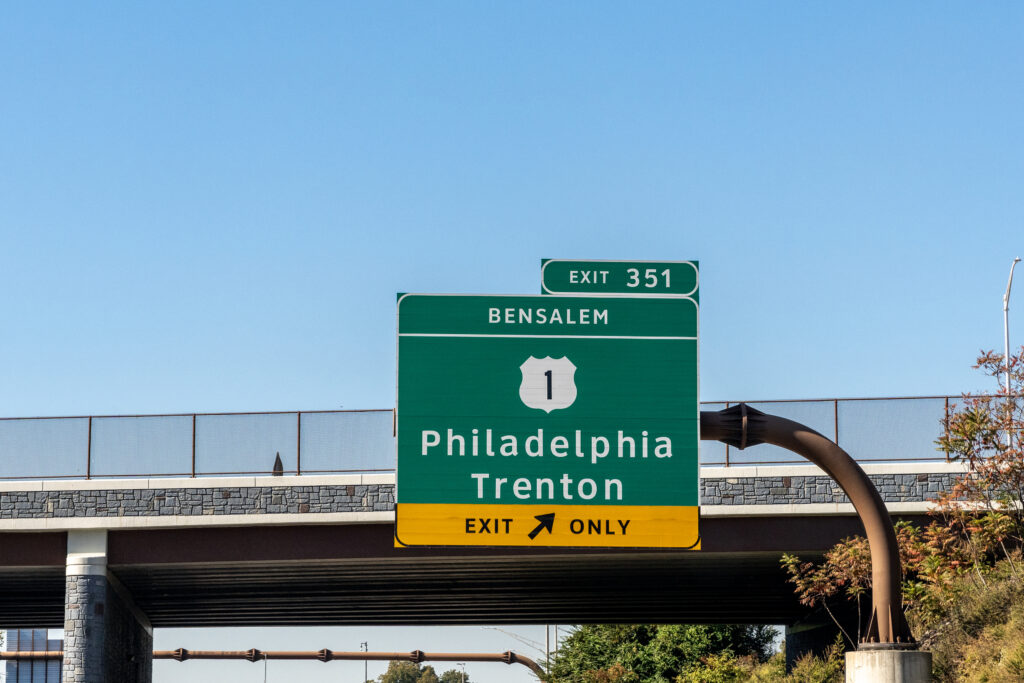 EXIT 351
BENSALEM
1
Philadelphia
Trenton
EXIT ONLY